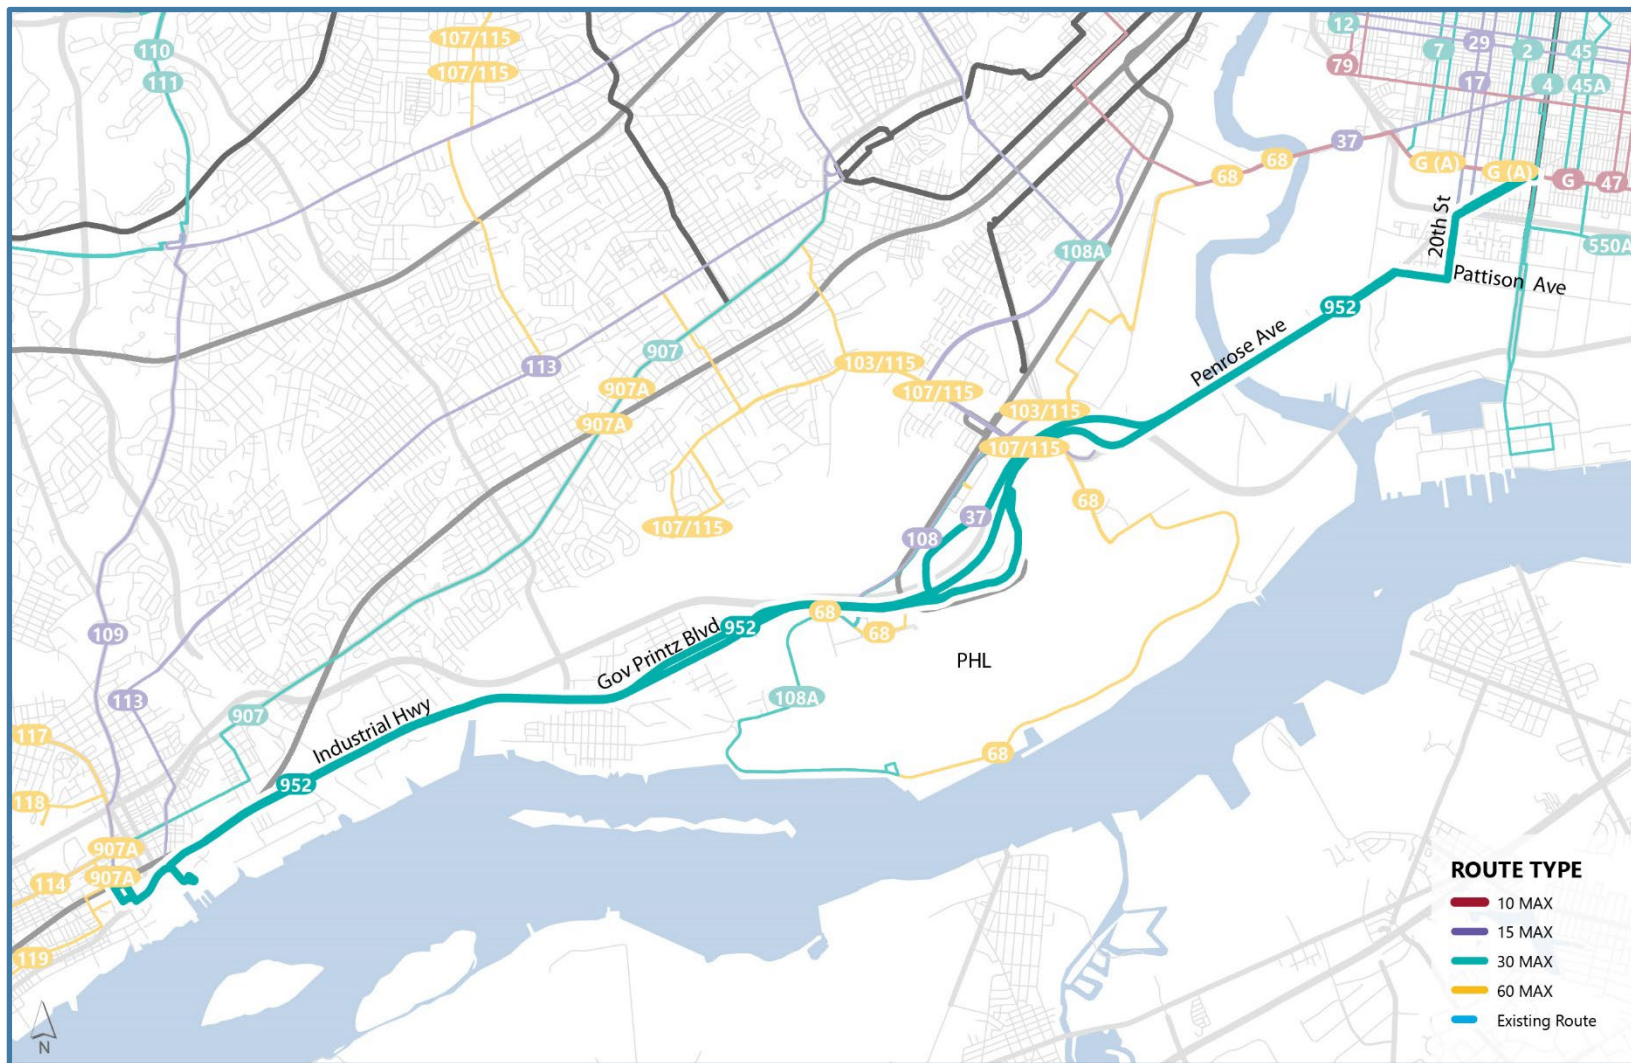 12
29
110
107/115
7
2
45
79
107/115
111
17
4
45A
37
68
68
G (A)
G (A)
G
47
20th St
108A
550A
Pattison Ave
952
Penrose Ave
907
113
103/115
907A
107/115
103/115
907A
107/115
68
107/115
37
108
68
952
68
109
Gov Printz Blvd
PHL
108A
113
907
Industrial Hwy
117
68
952
118
907A
ROUTE TYPE
907A
114
10 MAX
15 MAX
119
30 MAX
60 MAX
Existing Route
N